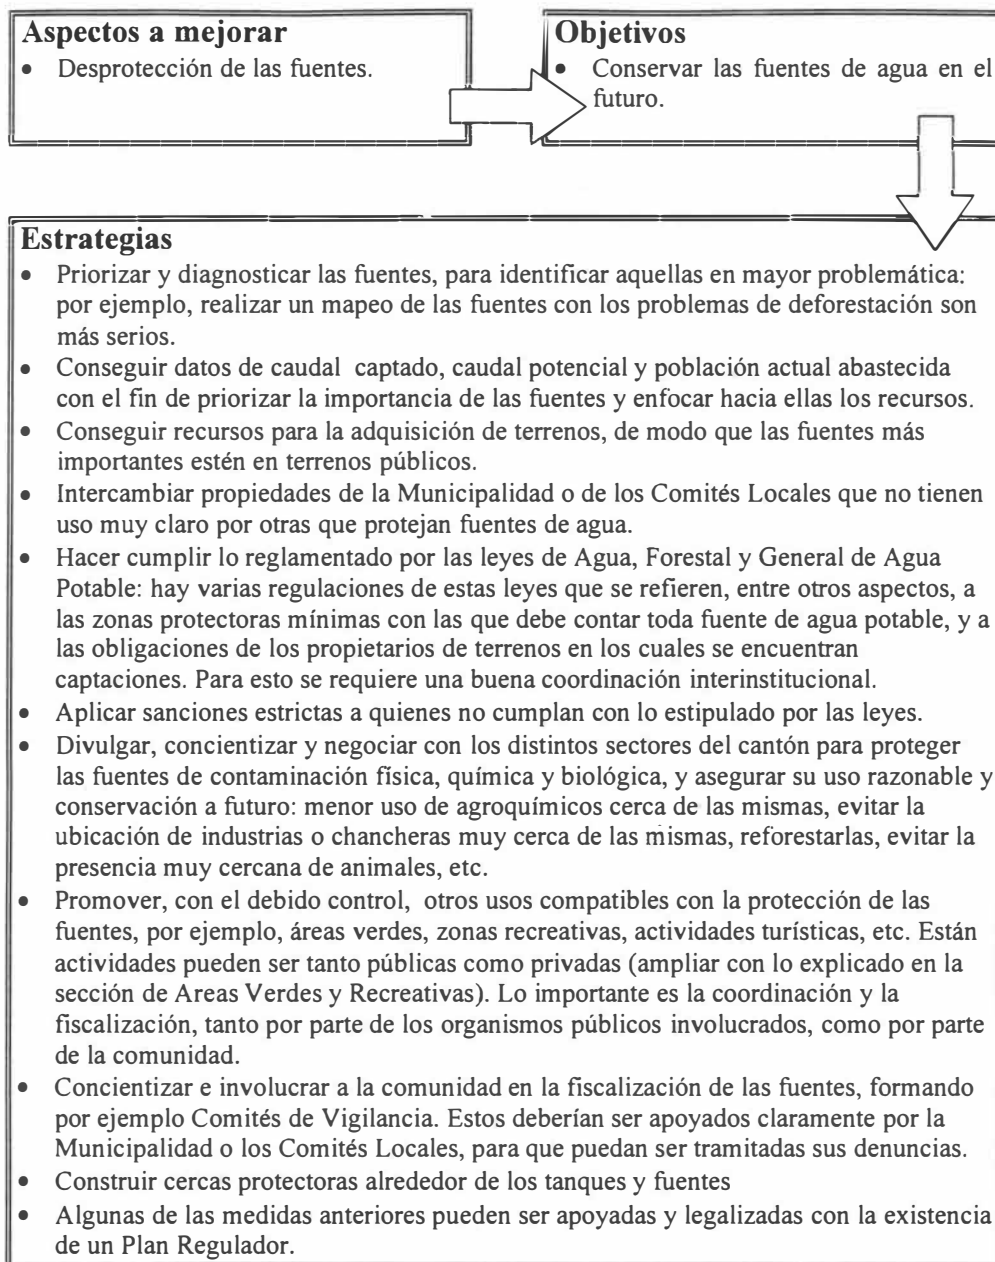 Aspectos a mejorar
• Desprotección de las fuentes.
Objetivos
• Conservar las fuentes de agua en el
futuro.
Estrategias
• Priorizar y diagnosticar las fuentes, para identificar aquellas en mayor problemática:
por ejemplo, realizar un mapeo de las fuentes con los problemas de deforestación son
más serios.
• Conseguir datos de caudal captado, caudal potencial y población actual abastecida
con el fin de priorizar la importancia de las fuentes y enfocar hacia ellas los recursos.
• Conseguir recursos para la adquisición de terrenos, de modo que las fuentes más
importantes estén en terrenos públicos.
• Intercambiar propiedades de la Municipalidad o de los Comités Locales que no tienen
uso muy claro por otras que protejan fuentes de agua.
• Hacer cumplir lo reglamentado por las leyes de Agua, Forestal y General de Agua
Potable: hay varias regulaciones de estas leyes que se refieren, entre otros aspectos, a
las zonas protectoras mínimas con las que debe contar toda fuente de agua potable, y a
las obligaciones de los propietarios de terrenos en los cuales se encuentran
captaciones. Para esto se requiere una buena coordinación interinstitucional.
• Aplicar sanciones estrictas a quienes no cumplan con lo estipulado por las leyes.
• Divulgar, concientizar y negociar con los distintos sectores del cantón para proteger
las fuentes de contaminación física, química y biológica, y asegurar su uso razonable y
conservación a futuro: menor uso de agroquímicos cerca de las mismas, evitar la
ubicación de industrias o chancheras muy cerca de las mismas, reforestarlas, evitar la
presencia muy cercana de animales, etc.
• Promover, con el debido control, otros usos compatibles con la protección de las
fuentes, por ejemplo, áreas verdes, zonas recreativas, actividades turísticas, etc. Están
actividades pueden ser tanto públicas como privadas (ampliar con lo explicado en la
sección de Areas Verdes y Recreativas). Lo importante es la coordinación y la
fiscalización, tanto por parte de los organismos públicos involucrados, como por parte
de la comunidad.
• Concientizar e involucrar a la comunidad en la fiscalización de las fuentes, formando
por ejemplo Comités de Vigilancia. Estos deberían ser apoyados claramente por la
Municipalidad o los Comités Locales, para que puedan ser tramitadas sus denuncias.
• Construir cercas protectoras alrededor de los tanques y fuentes
• Algunas de las medidas anteriores pueden ser apoyadas y legalizadas con la existencia
de un Plan Regulador.